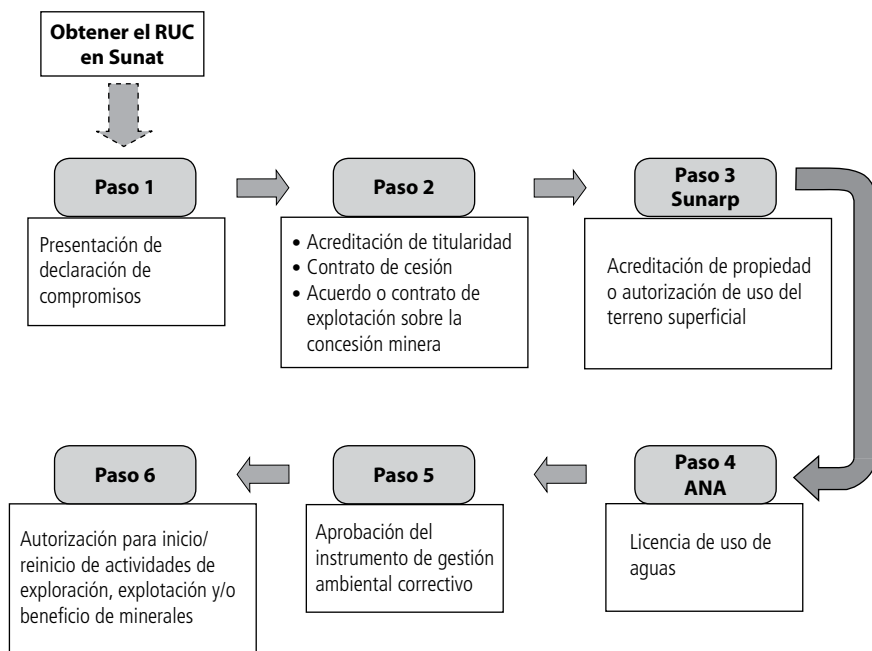 Obtener el RUC
en Sunat
Paso 1
Presentación de
declaración de
compromisos
Paso 2
• Acreditación de titularidad
• Contrato de cesión
• Acuerdo o contrato de
explotación sobre la
concesión minera
Paso 3
Sunarp
Acreditación de propiedad
o autorización de uso del
terreno superficial
Paso 4
ANA
Licencia de uso de
aguas
Paso 5
Aprobación del
instrumento de gestión
ambiental correctivo
Paso 6
Autorización para inicio/
reinicio de actividades de
exploración, explotación y/o
beneficio de minerales